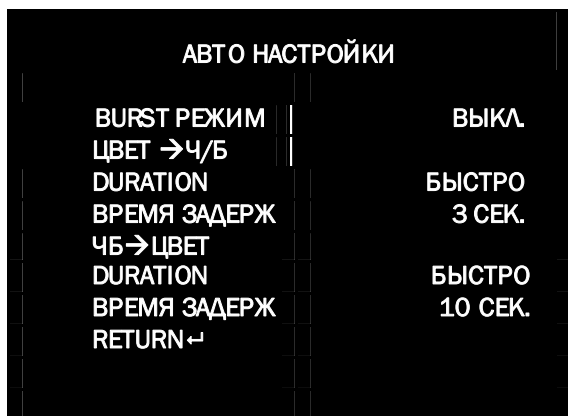 АВТО НАСТРОЙКИ
BURST РЕЖИМ ВЫКЛ.
ЦВЕТ →Ч/Б
DURATION БЫСТРО
ВРЕМЯ ЗАДЕРЖ 3 СЕК.
ЧБ→ЦВЕТ
DURATION БЫСТРО
ВРЕМЯ ЗАДЕРЖ 10 СЕК.
RETURN↵